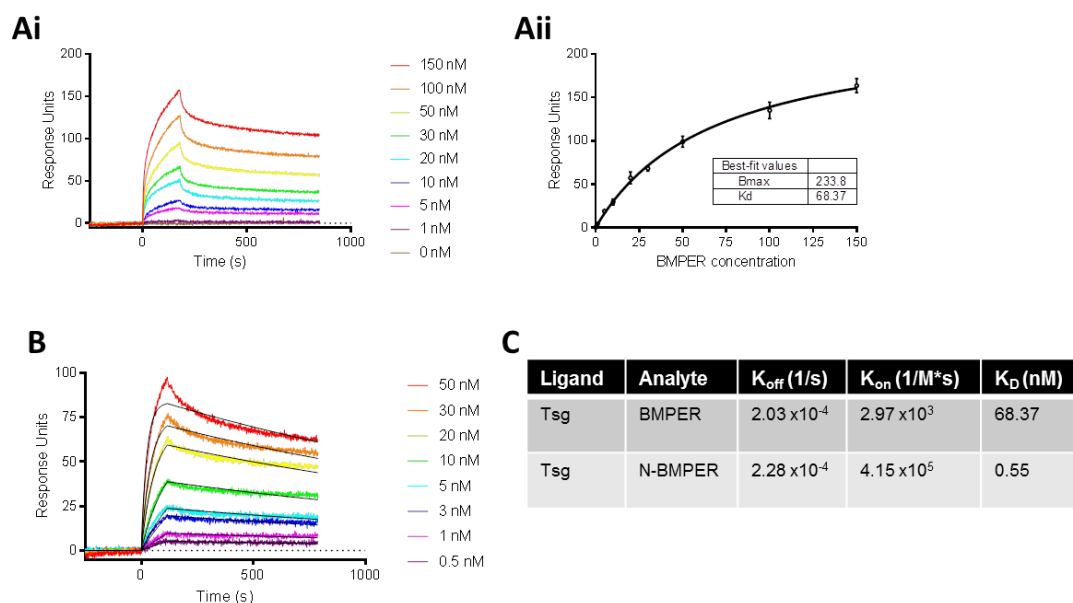 Ai
200
150
100
50
0
Response Units
0
500
1000
Time (s)
150 nM
100 nM
50 nM
30 nM
20 nM
10 nM
5 nM
1 nM
0 nM
Aii
200
150
100
50
0
Response Units
0
25
50
75
100
125
150
BMPER concentration
Best-fit values
Bmax 233.8
Kd 68.37
B
100
75
50
25
0
Response Units
0
500
1000
Time (s)
50 nM
30 nM
20 nM
10 nM
5 nM
3 nM
1 nM
0.5 nM
C
Ligand Analyte K_off (1/s) K_on (1/M*s) K_D (nM)
Tsg BMPER 2.03 x10⁻⁴ 2.97 x10³ 68.37
Tsg N-BMPER 2.28 x10⁻⁴ 4.15 x10⁵ 0.55